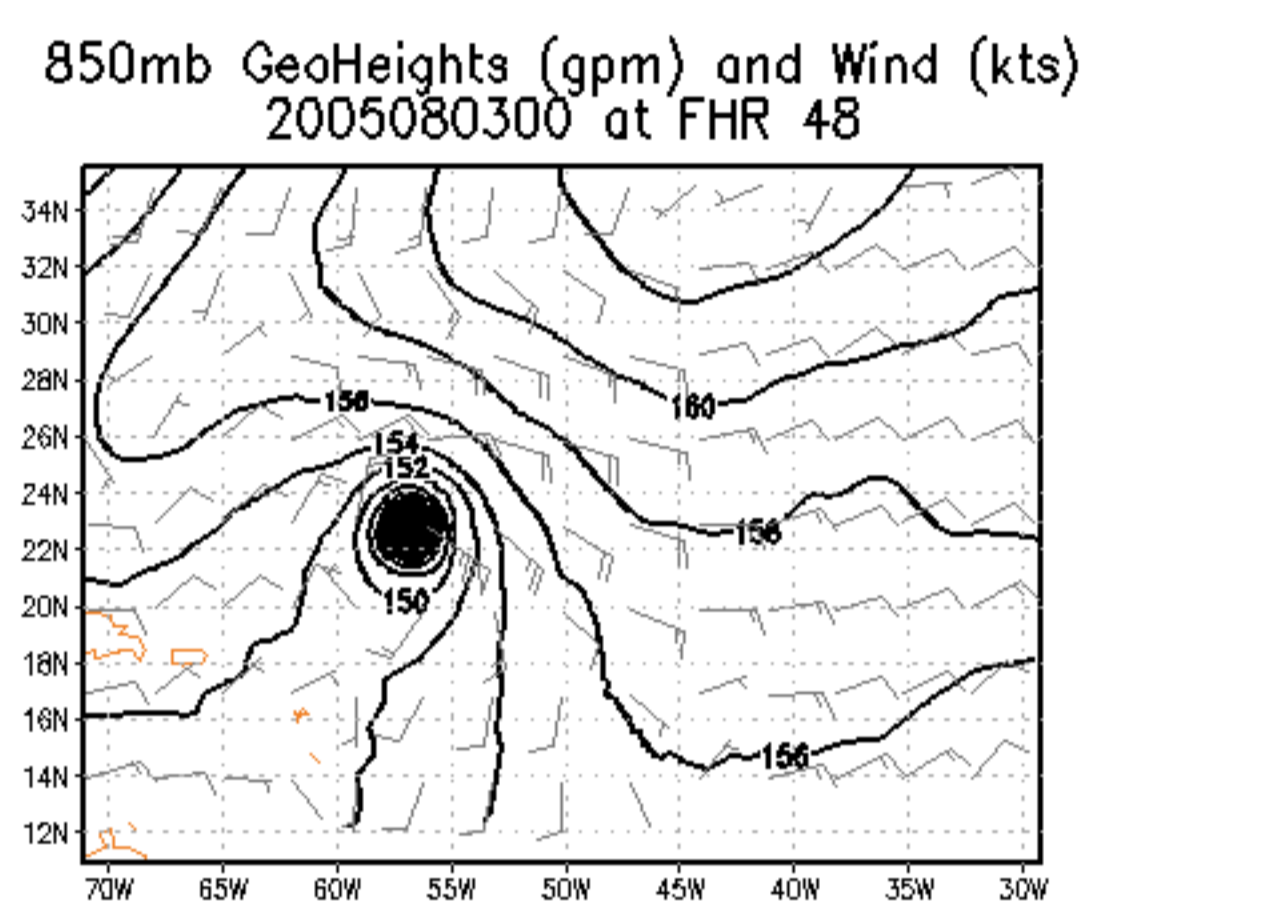 850mb GeoHeights (gpm) and Wind (kts)
2005080300 at FHR 48
34N
32N
30N
28N
156
160
26N
154
152
24N
158
22N
150
20N
18N
16N
156
14N
12N
70W 65W 60W 55W 50W 45W 40W 35W 30W